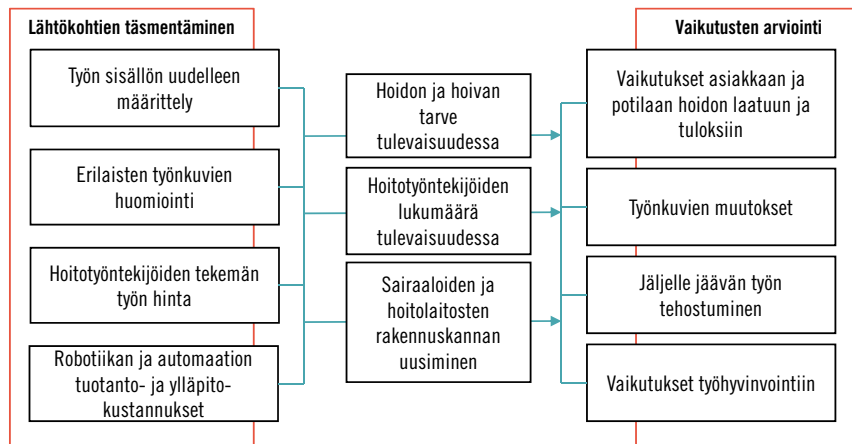 Lähtökohtien täsmentäminen
Työn sisällön uudelleen
määrittely
Erilaisten työnkuvien
huomiointi
Hoitotyöntekijöiden tekemän
työn hinta
Robotiikan ja automaation
tuotanto- ja ylläpito-
kustannukset
Hoidon ja hoivan
tarve
tulevaisuudessa
Hoitotyöntekijöiden
lukumäärä
tulevaisuudessa
Sairaaloiden ja
hoitolaitosten
rakennuskannan
uusiminen
Vaikutusten arviointi
Vaikutukset asiakkaan ja
potilaan hoidon laatuun ja
tuloksiin
Työnkuvien muutokset
Jäljelle jäävän työn
tehostuminen
Vaikutukset työhyvinvointiin